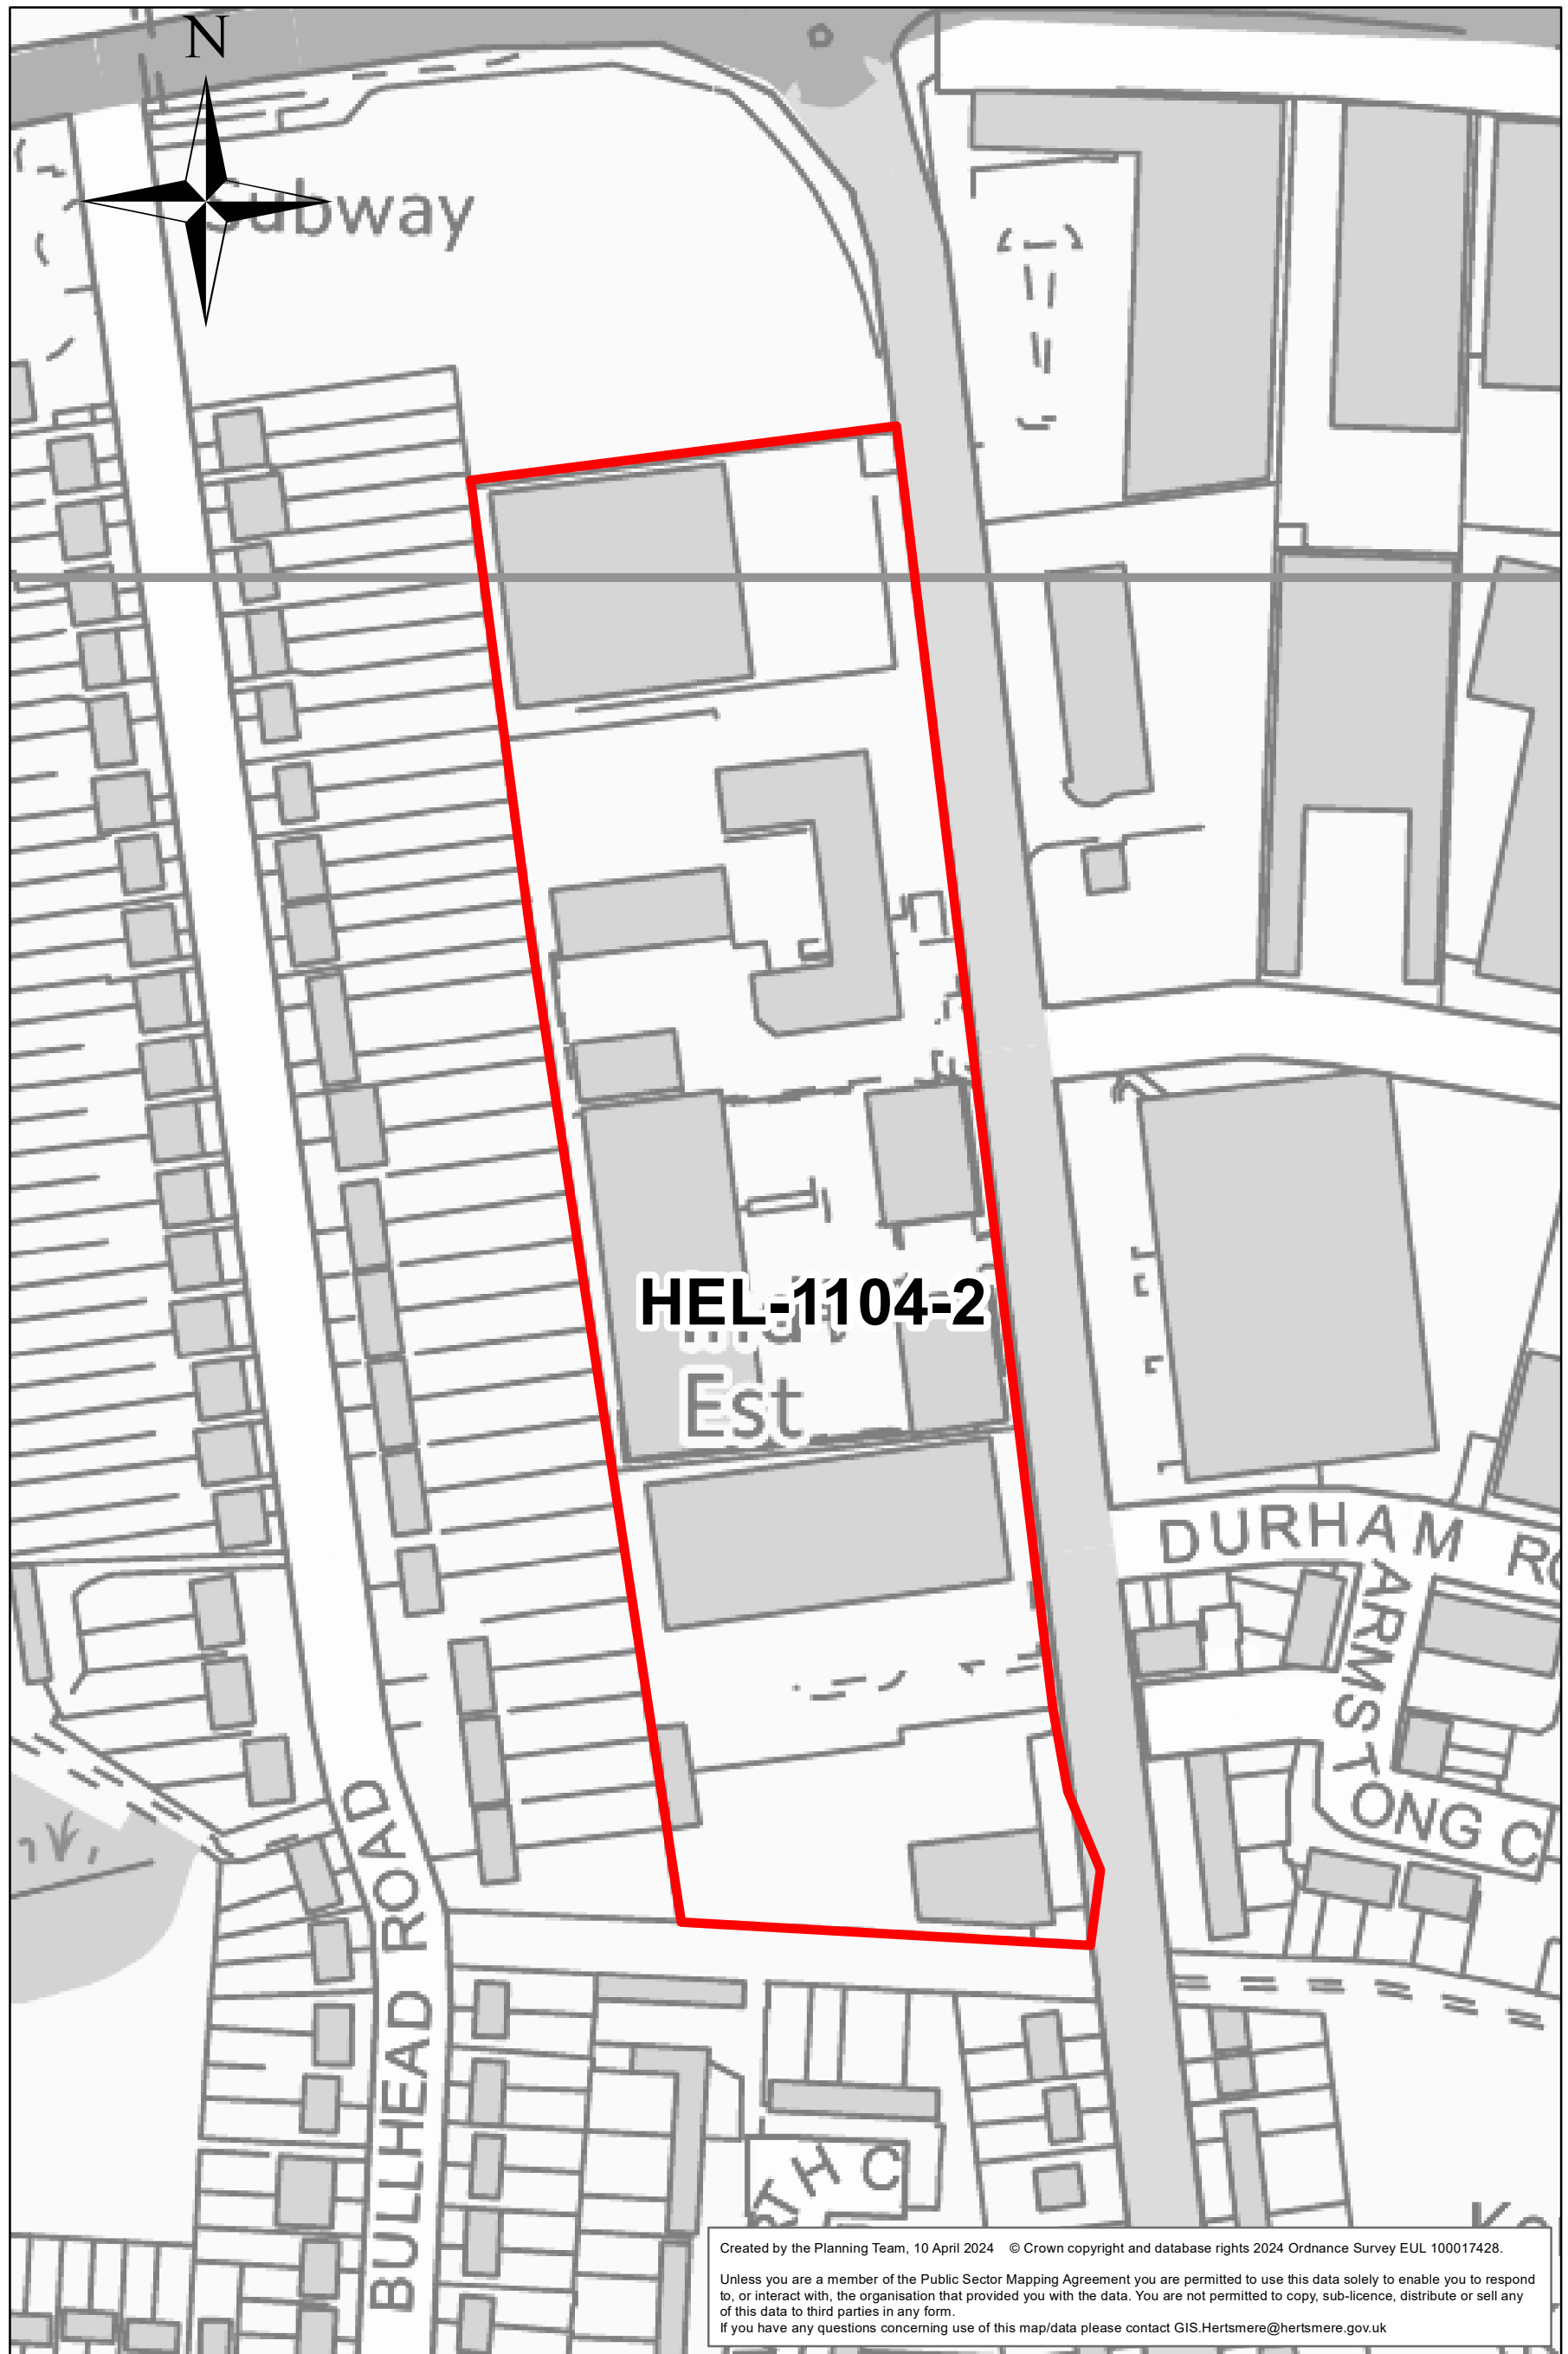 N
Subway
HEL-1104-2
Est
DURHAM
ARMSTONG C
BULLHEAD ROAD
TH C
Created by the Planning Team, 10 April 2024 © Crown copyright and database rights 2024 Ordnance Survey EUL 100017428.
Unless you are a member of the Public Sector Mapping Agreement you are permitted to use this data solely to enable you to respond
to, or interact with, the organisation that provided you with the data. You are not permitted to copy, sub-licence, distribute or sell any
of this data to third parties in any form.
If you have any questions concerning use of this map/data please contact GIS.Hertsmere@hertsmere.gov.uk